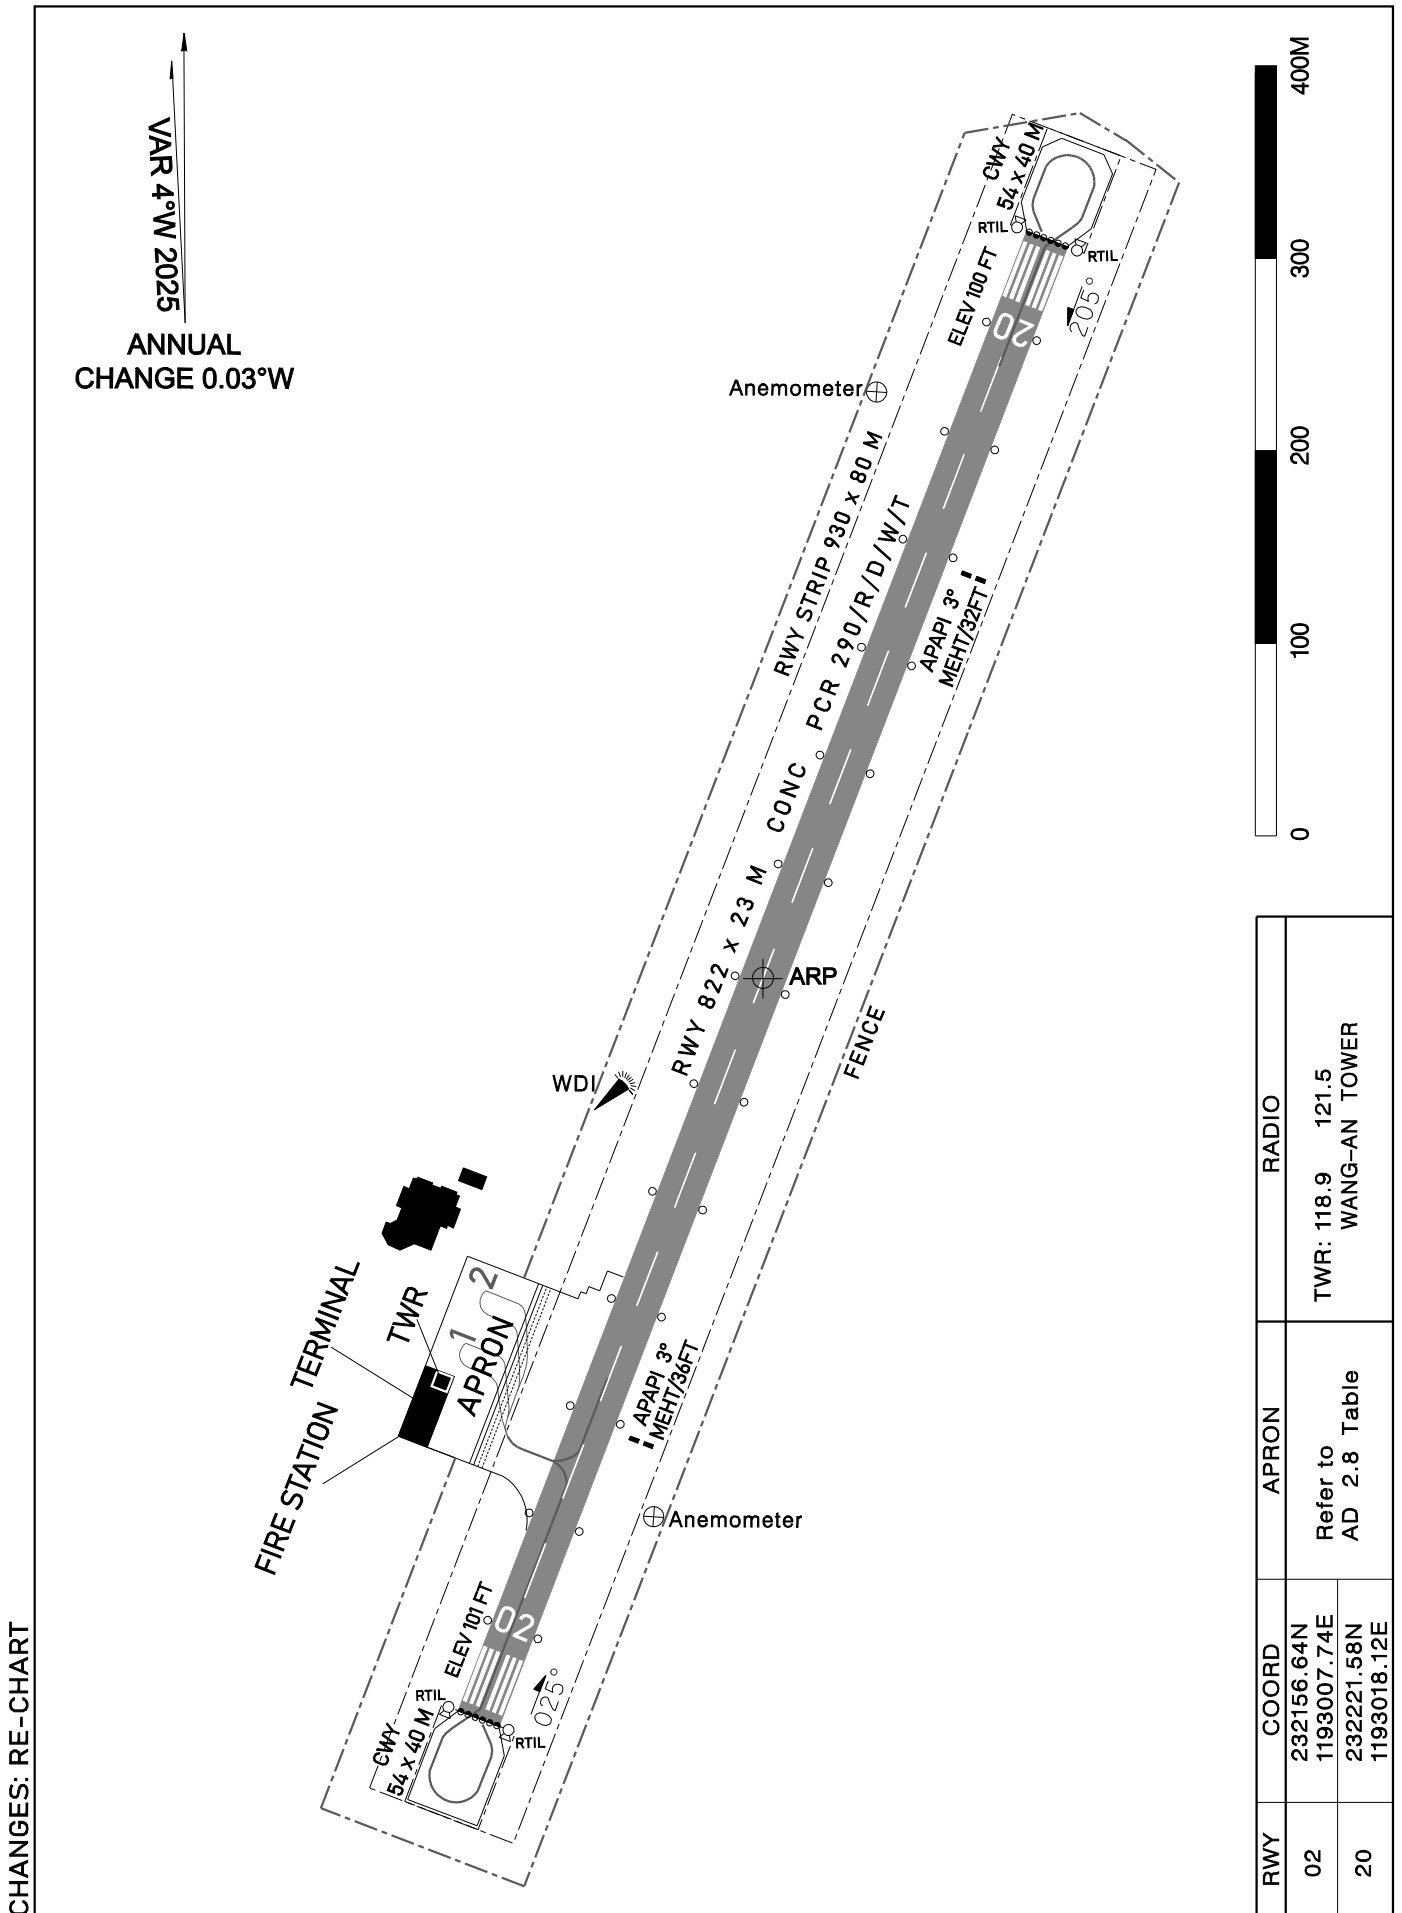 VAR 4°W 2025
ANNUAL
CHANGE 0.03°W
400M
300
200
100
0
CWY
54 x 40 M
RTIL
RTIL
ELEV 100 FT
20
205°
Anemometer
RWY STRIP 930 x 80 M
RWY 822 x 23 M CONC PCR 290/R/D/W/T
APAPI 3°
MEHT/32FT
ARP
FENCE
WDI
TERMINAL
TWR
FIRE STATION
1
2
APRON
APAPI 3°
MEHT/36FT
Anemometer
ELEV 101 FT
02
025°
RTIL
RTIL
CWY
54 x 40 M
CHANGES: RE-CHART
RWY CORD APRON RADIO
02
232156.64N
1193007.74E
20
232221.58N
1193018.12E
Refer to
AD 2.8 Table
TWR: 118.9 121.5
WANG-AN TOWER